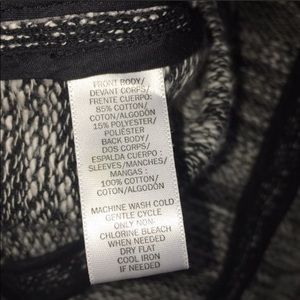 FRONT BODY/
DEVANT CORPS/
FRENTE CUERPO:
85% COTTON/
COTON/ALGODÓN
15% POLYESTER/
POLIÉSTER
BACK BODY/
DOS CORPS/
ESPALDA CUERPO :
SLEEVES/MANCHES/
MANGAS :
100% COTTON/
COTON/ALGODÓN
MACHINE WASH COLD
GENTLE CYCLE
ONLY NON-
CHLORINE BLEACH
WHEN NEEDED
DRY FLAT
COOL IRON
IF NEEDED